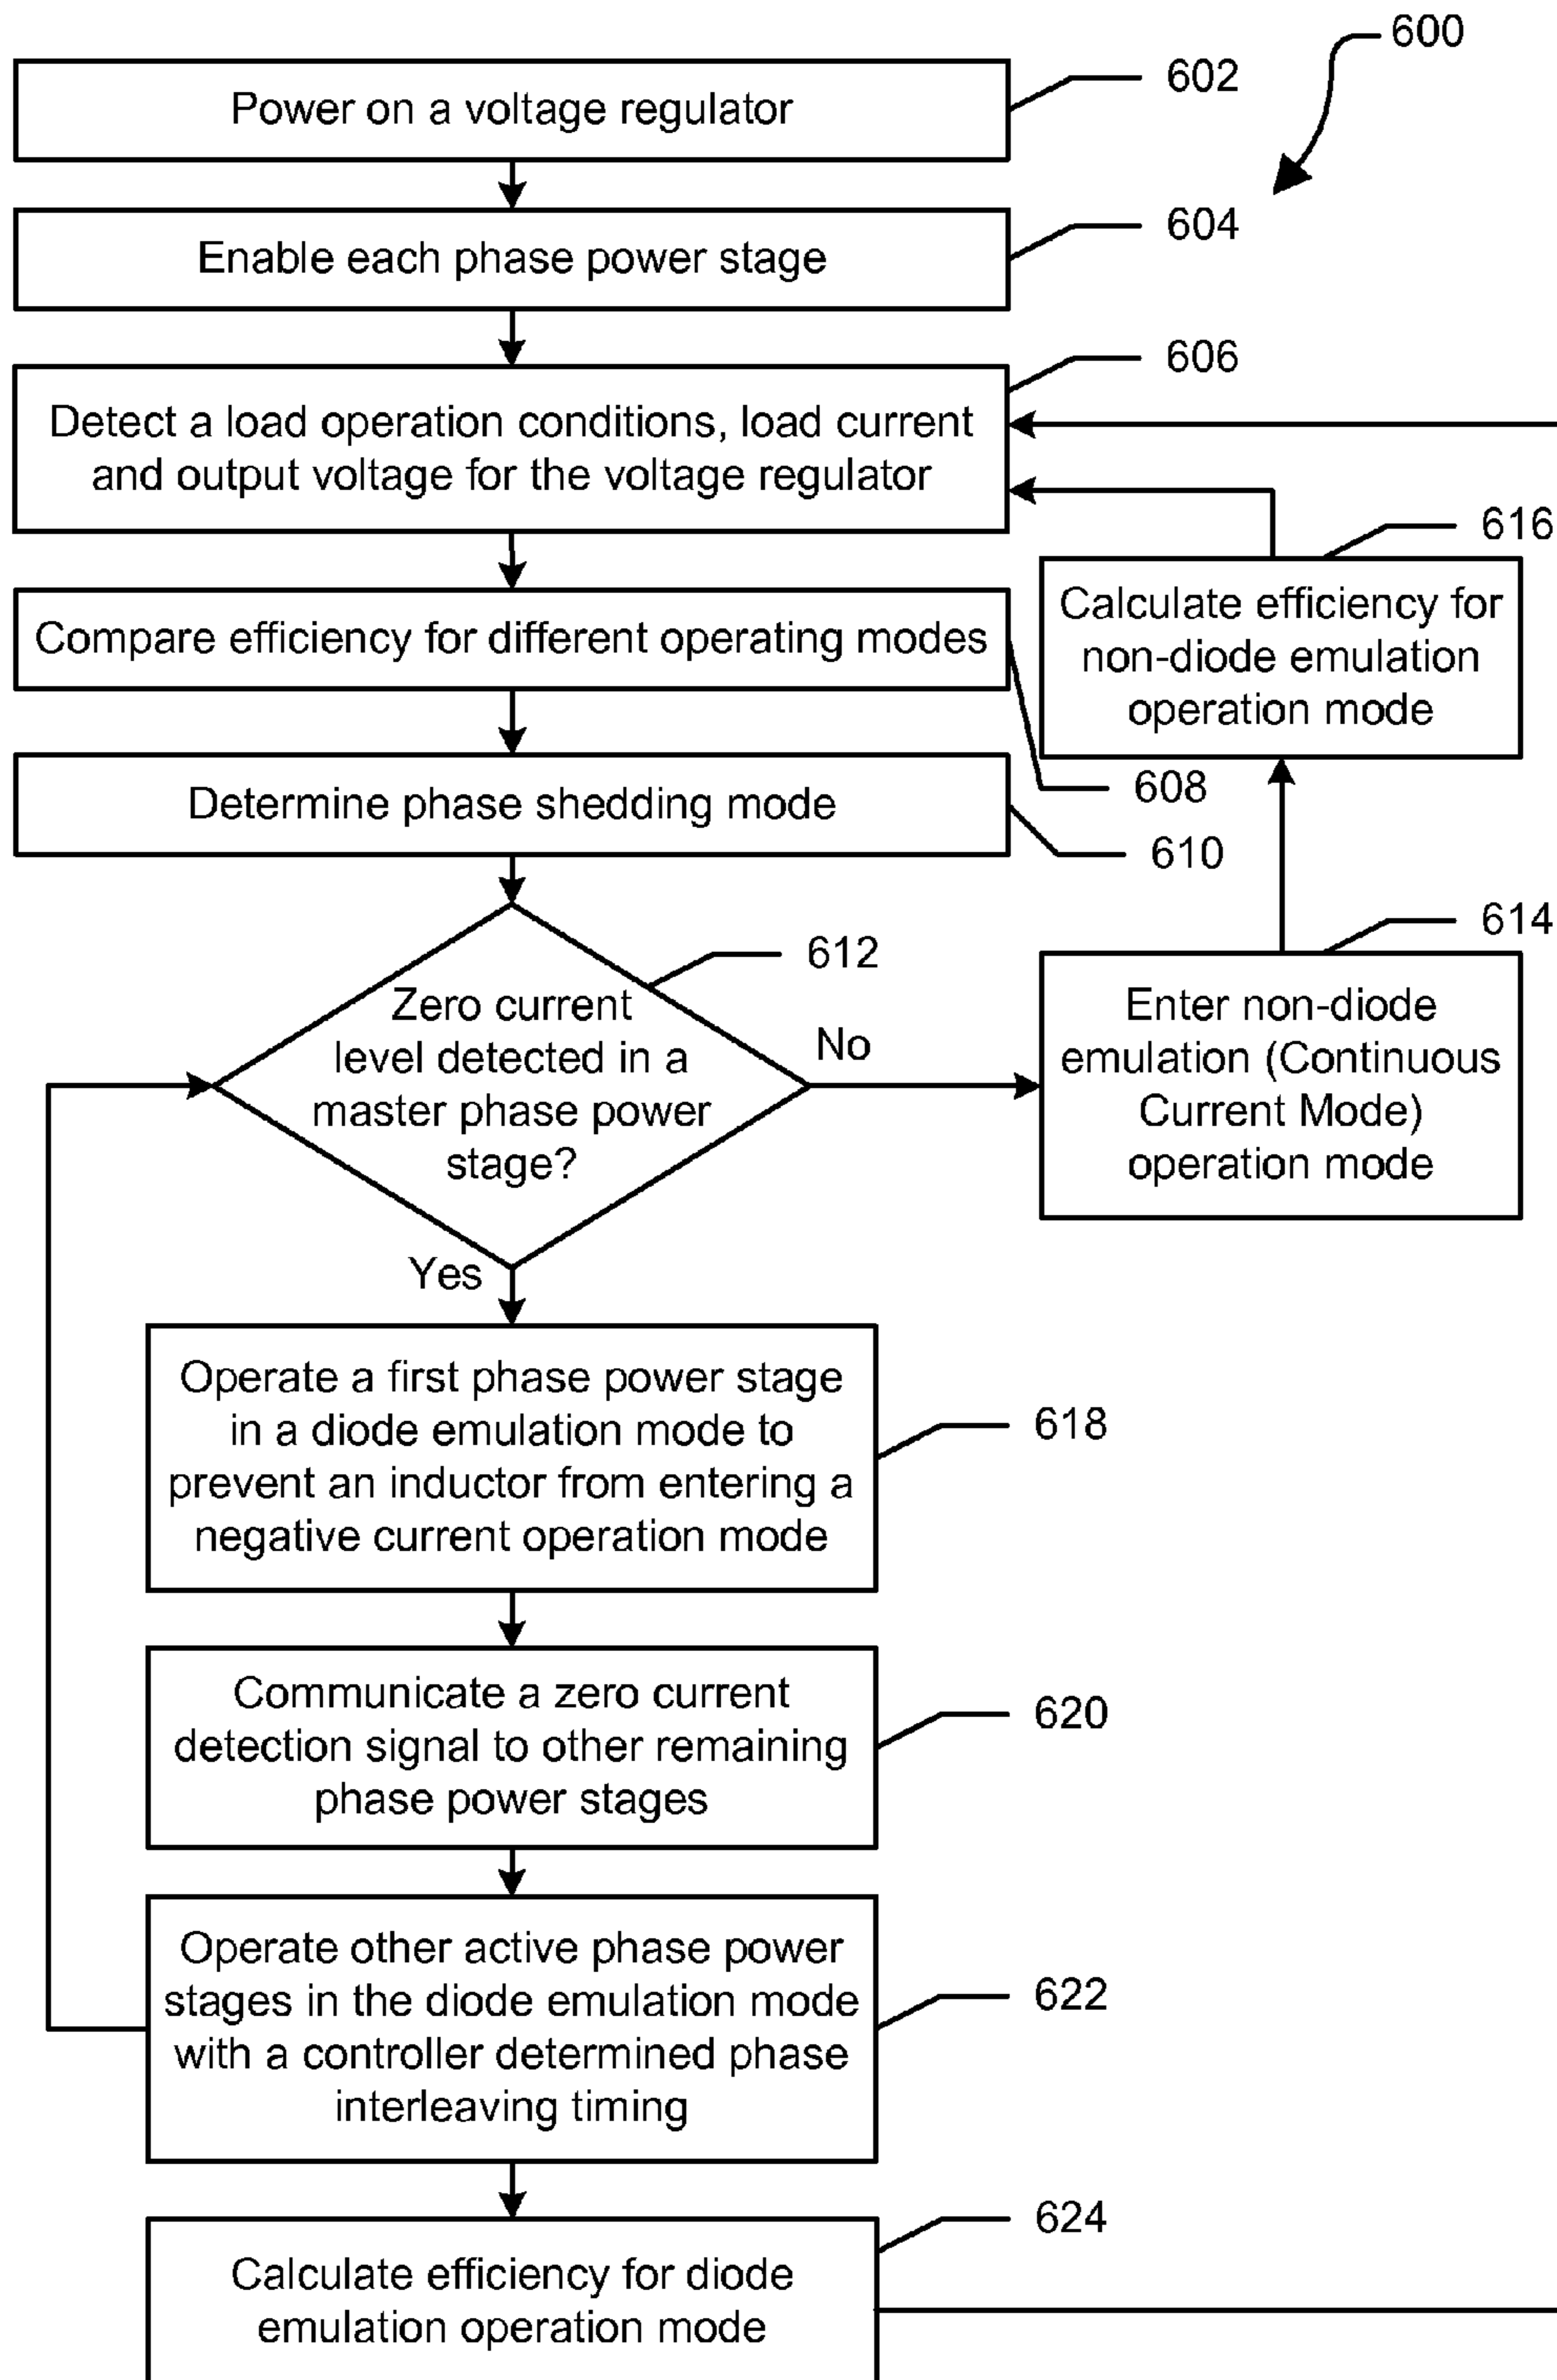 600
Power on a voltage regulator
602
Enable each phase power stage
604
606
Detect a load operation conditions, load current
and output voltage for the voltage regulator
616
Calculate efficiency for
non-diode emulation
operation mode
Compare efficiency for different operating modes
608
Determine phase shedding mode
610
612
Zero current
level detected in a
master phase power
stage?
No
614
Enter non-diode
emulation (Continuous
Current Mode)
operation mode
Yes
Operate a first phase power stage
in a diode emulation mode to
prevent an inductor from entering a
negative current operation mode
618
Communicate a zero current
detection signal to other remaining
phase power stages
620
Operate other active phase power
stages in the diode emulation mode
with a controller determined phase
interleaving timing
622
624
Calculate efficiency for diode
emulation operation mode